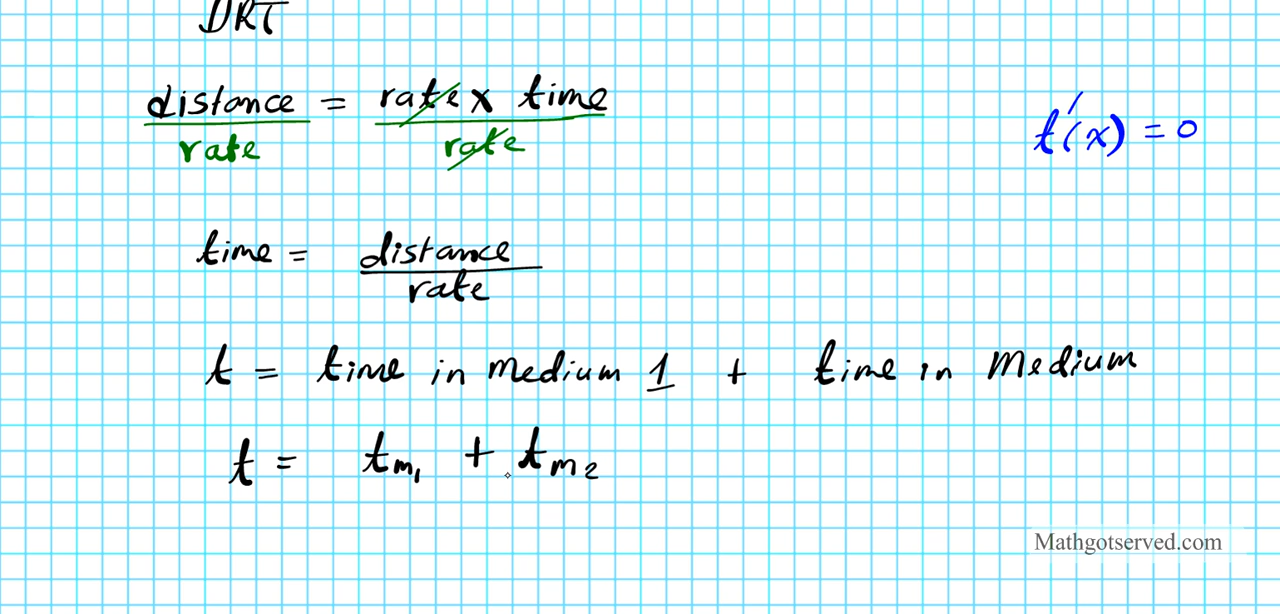 DRT
distance = rate x time
rate rate
t'(x) = 0
time = distance
rate
t = time in medium 1 + time in Medium
t = tm1 + tm2
Mathgotserved.com